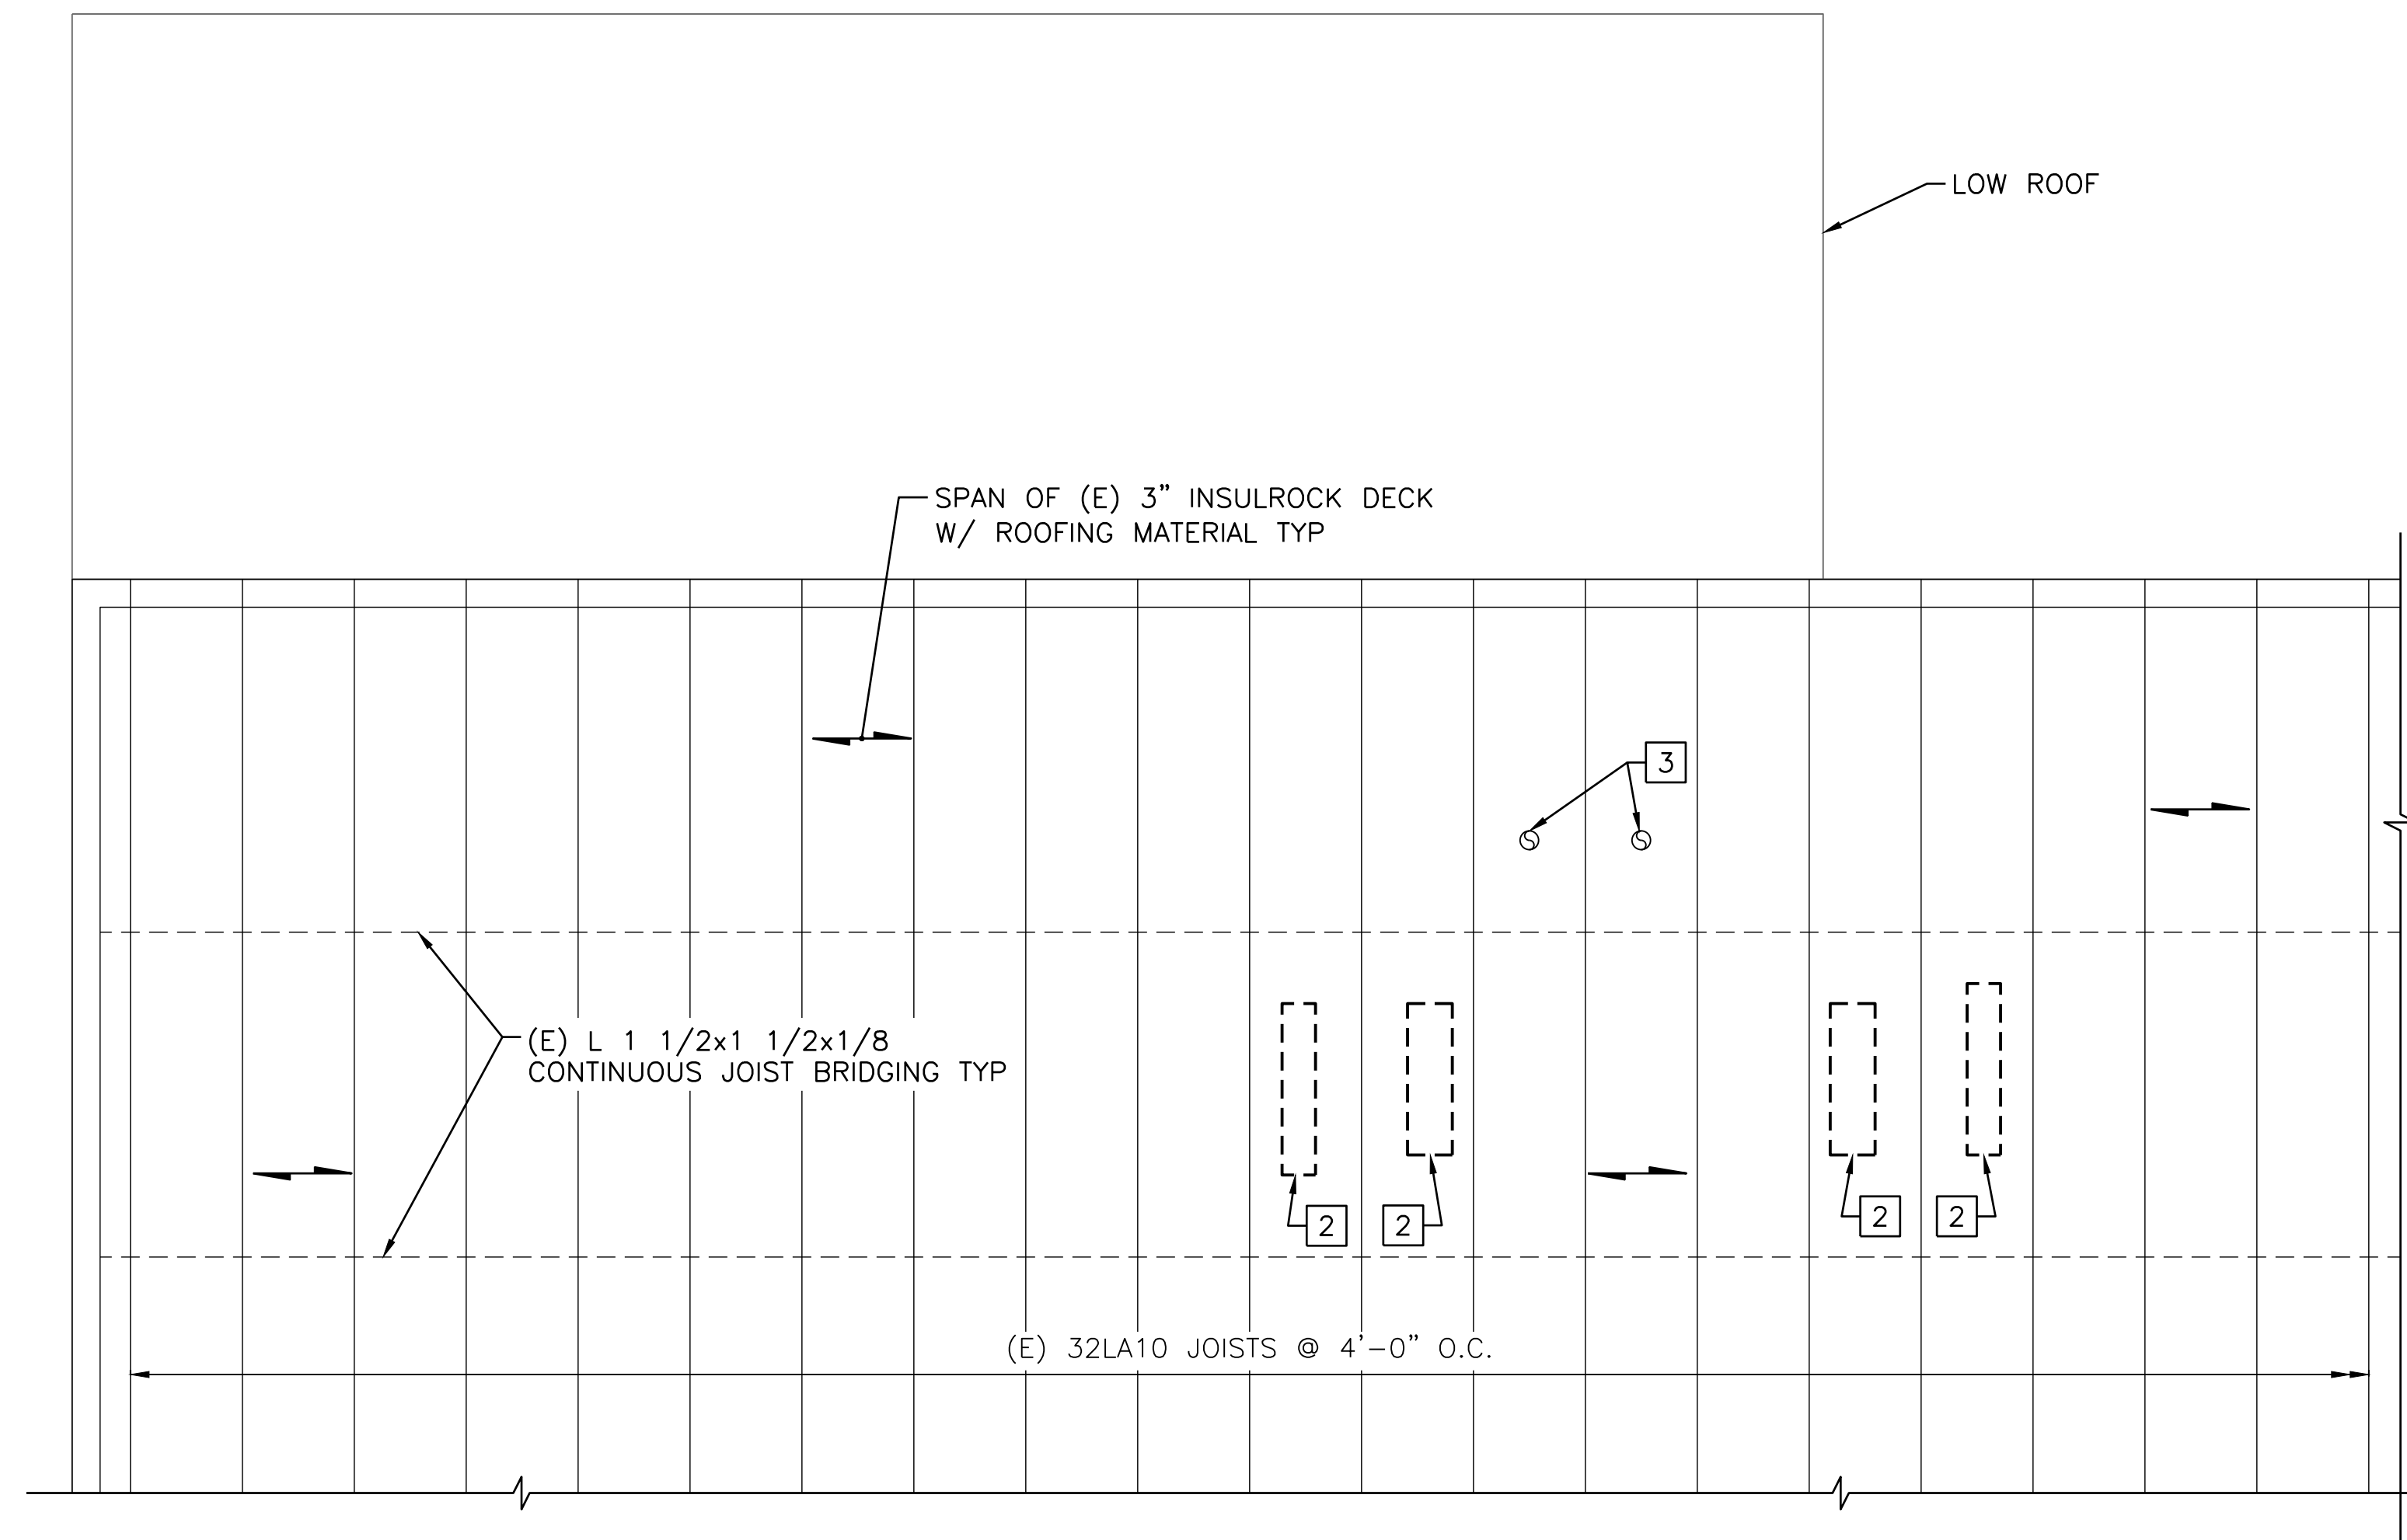 LOW ROOF
SPAN OF (E) 3" INSULROCK DECK
W/ ROOFING MATERIAL TYP
3
(E) L 1 1/2x1 1/2x1/8
CONTINUOUS JOIST BRIDGING TYP
2
2
2
2
(E) 32LA10 JOISTS @ 4'-0" O.C.